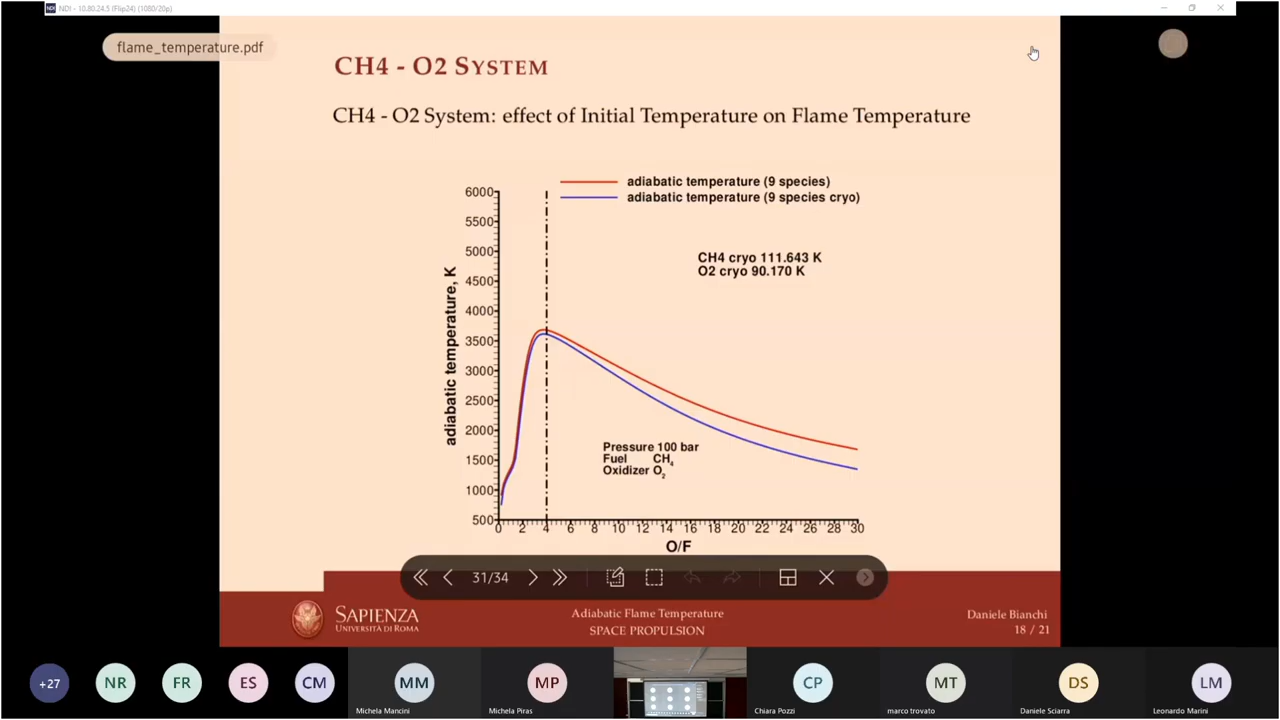 NDI - 10.80.24.5 (Flip24) (1080/20p)
flame_temperature.pdf
CH4 - O2 SYSTEM
CH4 - O2 System: effect of Initial Temperature on Flame Temperature
adiabatic temperature (9 species)
adiabatic temperature (9 species cryo)
CH4 cryo 111.643 K
O2 cryo 90.170 K
adiabatic temperature, K
6000
5500
5000
4500
4000
3500
3000
2500
2000
1500
1000
500
Pressure 100 bar
Fuel CH4
Oxidizer O2
0 2 4 6 8 10 12 14 16 18 20 22 24 26 28 30
O/F
31/34
SAPIENZA
UNIVERSITÀ DI ROMA
Adiabatic Flame Temperature
SPACE PROPULSION
Daniele Bianchi
18 / 21
+27
NR
FR
ES
CM
MM
Michela Mancini
MP
Michela Piras
CP
Chiara Pozzi
MT
marco trovato
DS
Daniele Sciarra
LM
Leonardo Marini